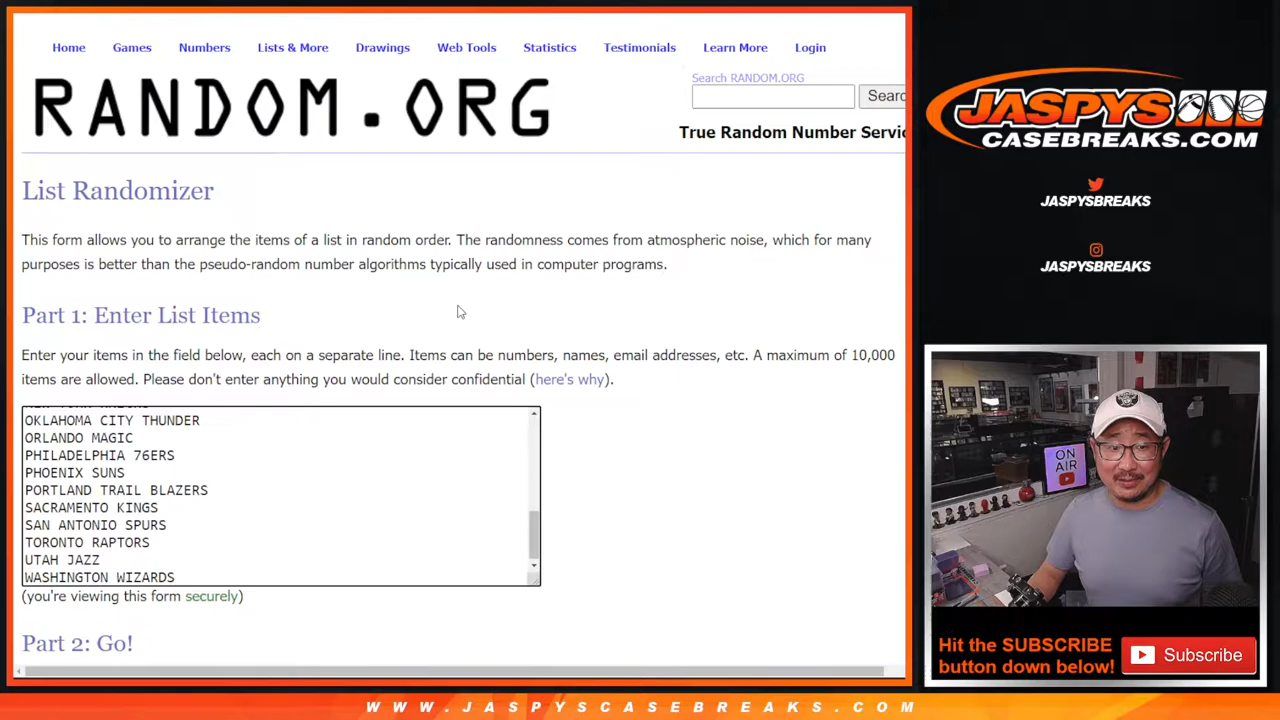 Home Games Numbers Lists & More Drawings Web Tools Statistics Testimonials Learn More Login
RANDOM.ORG
Search RANDOM.ORG
Searc
True Random Number Servic
List Randomizer
This form allows you to arrange the items of a list in random order. The randomness comes from atmospheric noise, which for many
purposes is better than the pseudo-random number algorithms typically used in computer programs.
Part 1: Enter List Items
Enter your items in the field below, each on a separate line. Items can be numbers, names, email addresses, etc. A maximum of 10,000
items are allowed. Please don't enter anything you would consider confidential (here's why).
OKLAHOMA CITY THUNDER
ORLANDO MAGIC
PHILADELPHIA 76ERS
PHOENIX SUNS
PORTLAND TRAIL BLAZERS
SACRAMENTO KINGS
SAN ANTONIO SPURS
TORONTO RAPTORS
UTAH JAZZ
WASHINGTON WIZARDS
(you're viewing this form securely)
Part 2: Go!
JASPYS
CASEBREAKS.COM
JASPYSBREAKS
JASPYSBREAKS
ON
AIR
Hit the SUBSCRIBE
button down below!
Subscribe
WWW.JASPYSCASEBREAKS.COM